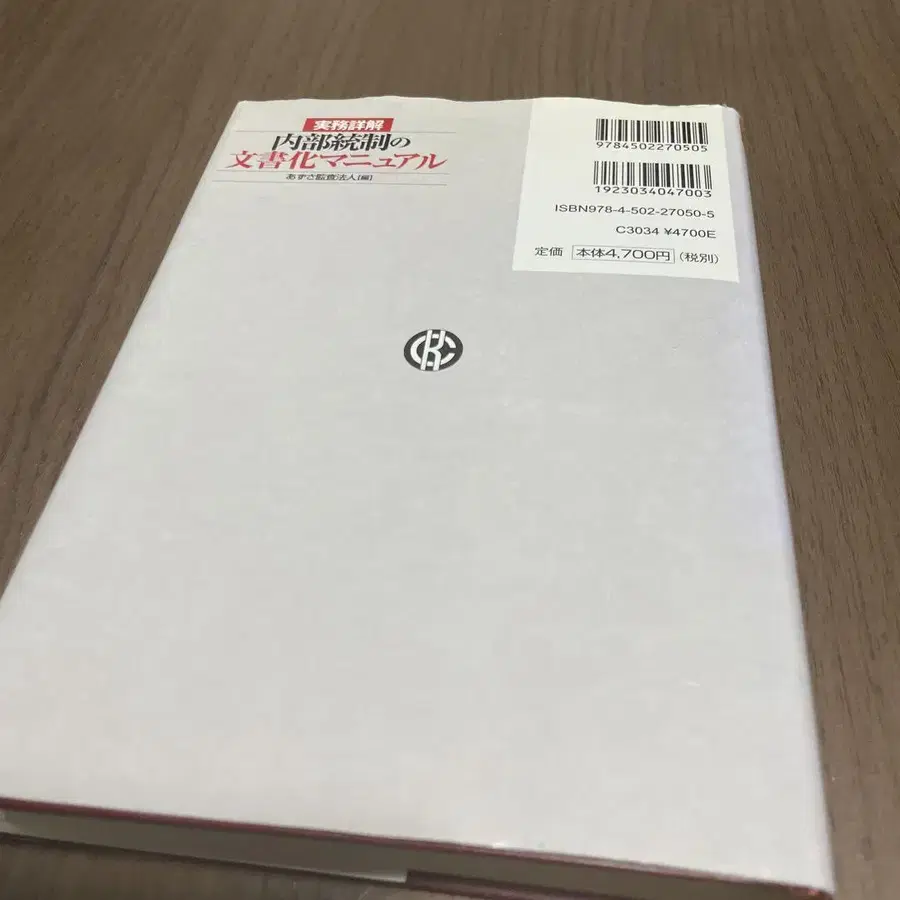 実務詳解
内部統制の
文書化マニュアル
あずさ監査法人[編]
9784502270505
1923034047003
ISBN978-4-502-27050-5
C3034 ¥4700E
定価 本体4,700円 (税別)